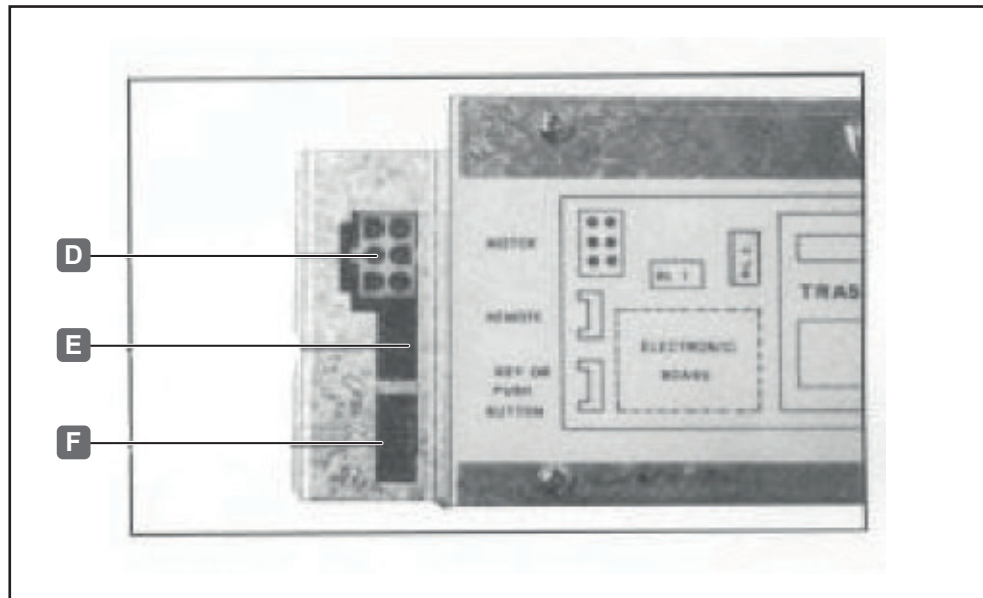 D
MOTOR
TRAS
REMOTE
E
ELECTRONIC
BOARD
KEY OR
PUSH
BUTTON
F